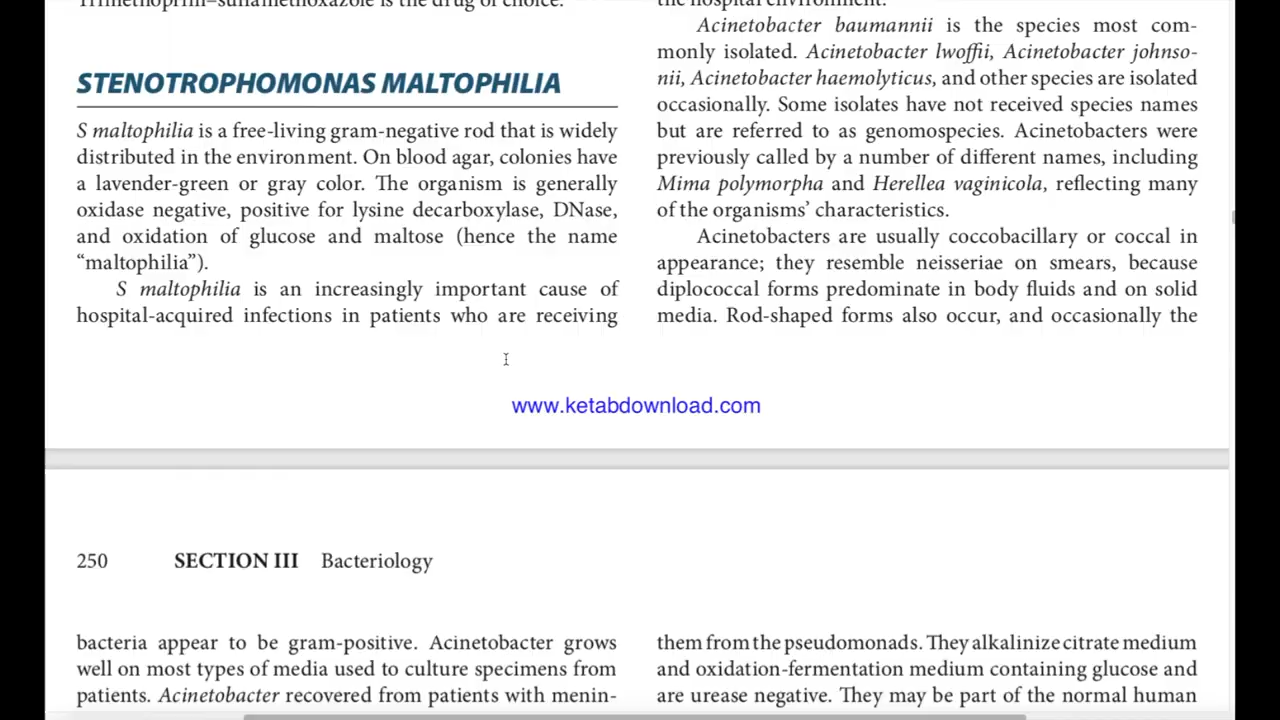 Trimethoprim–sulfamethoxazole is the drug of choice.
STENOTROPHOMONAS MALTOPHILIA
S maltophilia is a free-living gram-negative rod that is widely
distributed in the environment. On blood agar, colonies have
a lavender-green or gray color. The organism is generally
oxidase negative, positive for lysine decarboxylase, DNase,
and oxidation of glucose and maltose (hence the name
“maltophilia”).
S maltophilia is an increasingly important cause of
hospital-acquired infections in patients who are receiving
the hospital environment.
Acinetobacter baumannii is the species most com-
monly isolated. Acinetobacter lwoffii, Acinetobacter johnso-
nii, Acinetobacter haemolyticus, and other species are isolated
occasionally. Some isolates have not received species names
but are referred to as genomospecies. Acinetobacters were
previously called by a number of different names, including
Mima polymorpha and Herellea vaginicola, reflecting many
of the organisms’ characteristics.
Acinetobacters are usually coccobacillary or coccal in
appearance; they resemble neisseriae on smears, because
diplococcal forms predominate in body fluids and on solid
media. Rod-shaped forms also occur, and occasionally the
www.ketabdownload.com
250 SECTION III Bacteriology
bacteria appear to be gram-positive. Acinetobacter grows
well on most types of media used to culture specimens from
patients. Acinetobacter recovered from patients with menin-
them from the pseudomonads. They alkalinize citrate medium
and oxidation-fermentation medium containing glucose and
are urease negative. They may be part of the normal human